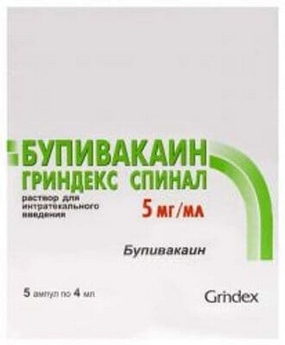 БУПИВАКАИН
ГРИНДЕКС СПИНАЛ
раствор для
интратекального
введения
5 мг/мл
Бупивакаин
5 ампул по 4 мл
Grindex